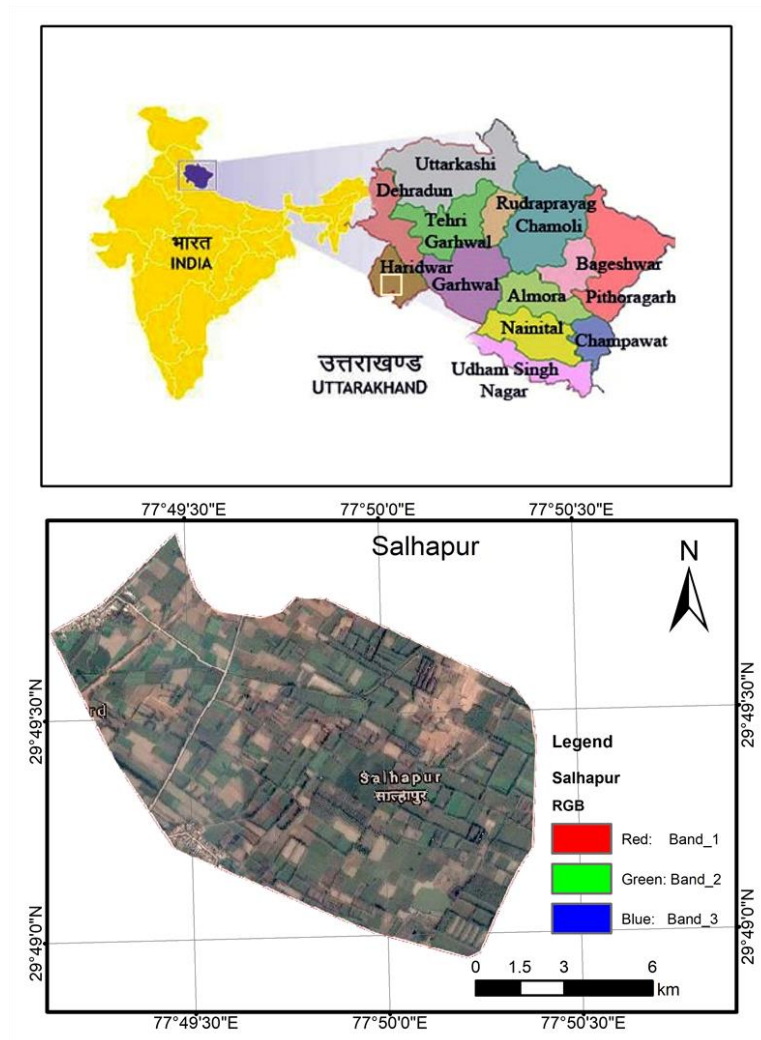 भारत
INDIA
Uttarkashi
Dehradun
Tehri
Garhwal
Rudraprayag
Chamoli
Haridwar
Garhwal
Bageshwar
Almora
Pithoragarh
Nainital
Champawat
Udham Singh
Nagar
उत्तराखण्ड
UTTARAKHAND
77°49'30"E 77°50'0"E 77°50'30"E
Salhapur
N
29°49'30"N
29°49'30"N
rd
Salhapur
साल्हापुर
Legend
Salhapur
RGB
Red: Band_1
Green: Band_2
Blue: Band_3
29°49'0"N
29°49'0"N
0 1.5 3 6
km
77°49'30"E 77°50'0"E 77°50'30"E